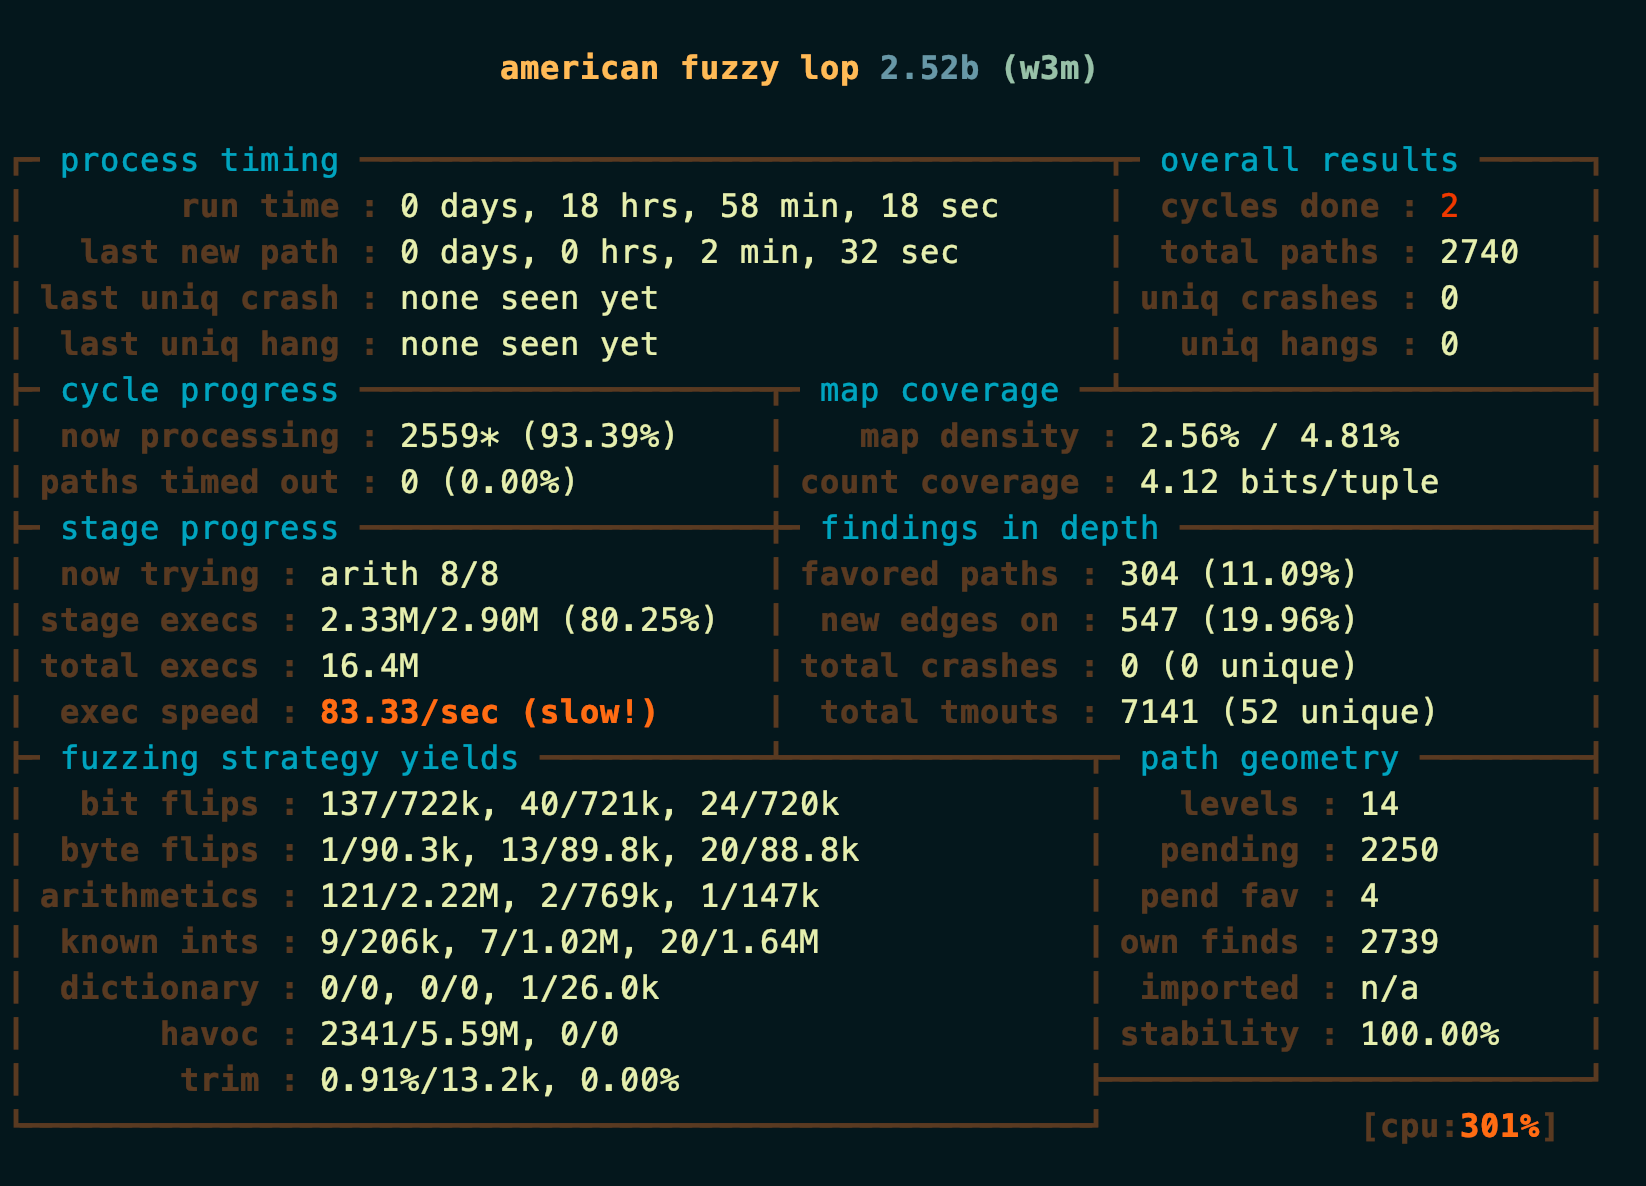 american fuzzy lop 2.52b (w3m)
process timing overall results
run time : 0 days, 18 hrs, 58 min, 18 sec cycles done : 2
last new path : 0 days, 0 hrs, 2 min, 32 sec total paths : 2740
last uniq crash : none seen yet uniq crashes : 0
last uniq hang : none seen yet uniq hangs : 0
cycle progress map coverage
now processing : 2559* (93.39%) map density : 2.56% / 4.81%
paths timed out : 0 (0.00%) count coverage : 4.12 bits/tuple
stage progress findings in depth
now trying : arith 8/8 favored paths : 304 (11.09%)
stage execs : 2.33M/2.90M (80.25%) new edges on : 547 (19.96%)
total execs : 16.4M total crashes : 0 (0 unique)
exec speed : 83.33/sec (slow!) total tmouts : 7141 (52 unique)
fuzzing strategy yields path geometry
bit flips : 137/722k, 40/721k, 24/720k levels : 14
byte flips : 1/90.3k, 13/89.8k, 20/88.8k pending : 2250
arithmetics : 121/2.22M, 2/769k, 1/147k pend fav : 4
known ints : 9/206k, 7/1.02M, 20/1.64M own finds : 2739
dictionary : 0/0, 0/0, 1/26.0k imported : n/a
havoc : 2341/5.59M, 0/0 stability : 100.00%
trim : 0.91%/13.2k, 0.00%
[cpu:301%]